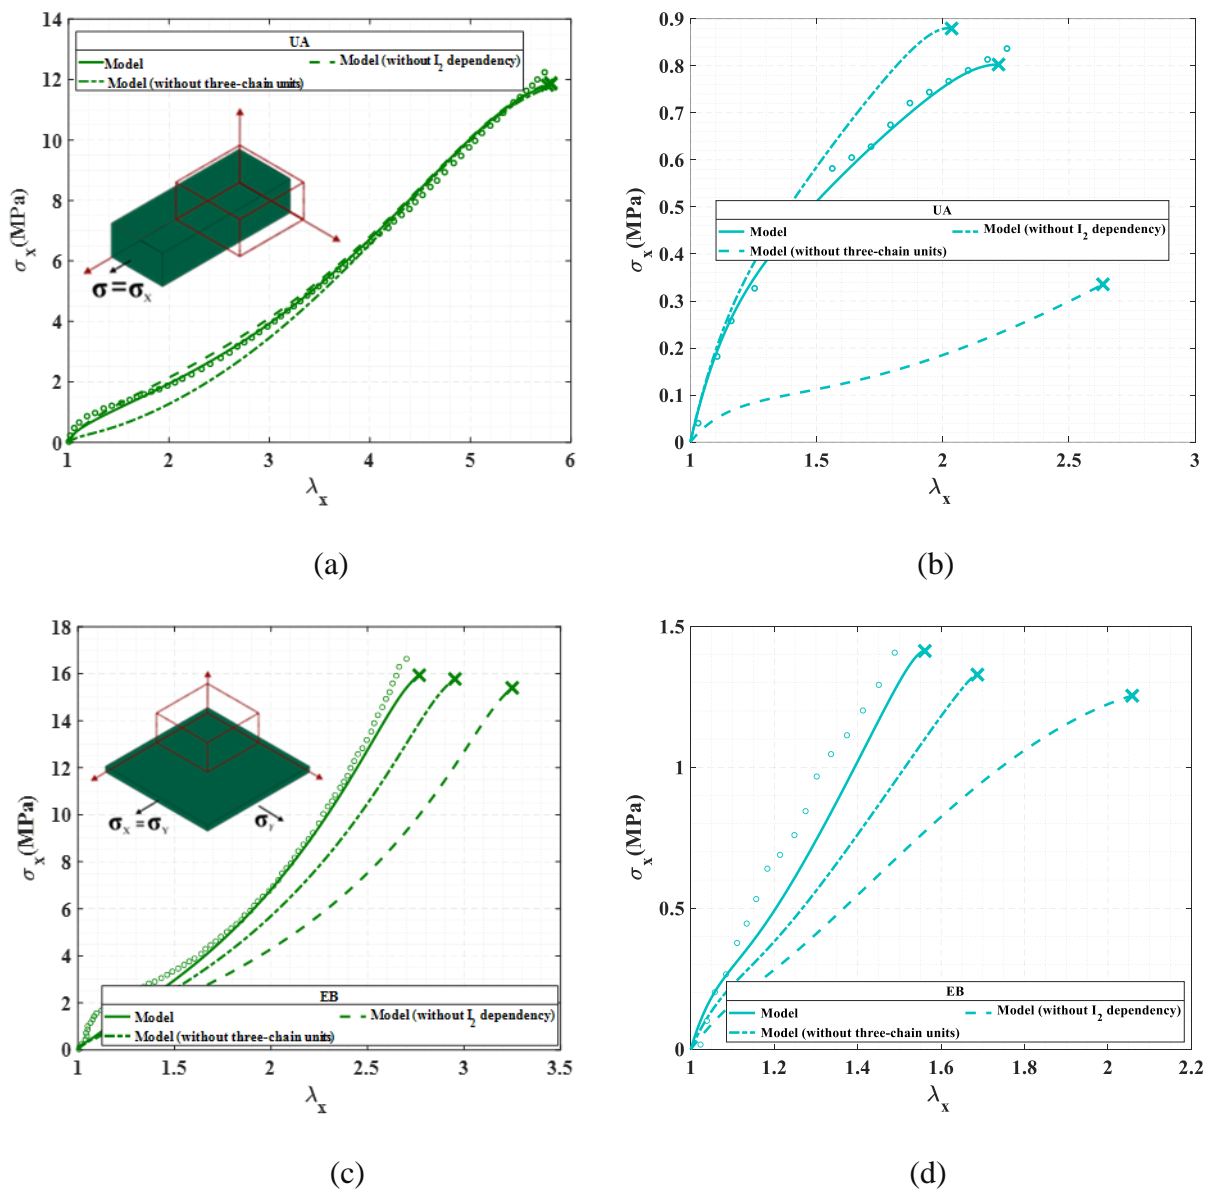 UA
Model
Model (without I2 dependency)
Model (without three-chain units)
14
12
10
8
6
4
2
0
σx(MPa)
σ=σx
1 2 3 4 5 6
λx
(a)
0.9
0.8
0.7
0.6
0.5
0.4
0.3
0.2
0.1
0
σx(MPa)
UA
Model
Model (without I2 dependency)
Model (without three-chain units)
1 1.5 2 2.5 3
λx
(b)
18
16
14
12
10
8
6
4
2
0
σx(MPa)
σX = σY
σY
EB
Model
Model (without I2 dependency)
Model (without three-chain units)
1 1.5 2 2.5 3 3.5
λx
(c)
1.5
1
0.5
0
σx(MPa)
EB
Model
Model (without I2 dependency)
Model (without three-chain units)
1 1.2 1.4 1.6 1.8 2 2.2
λx
(d)